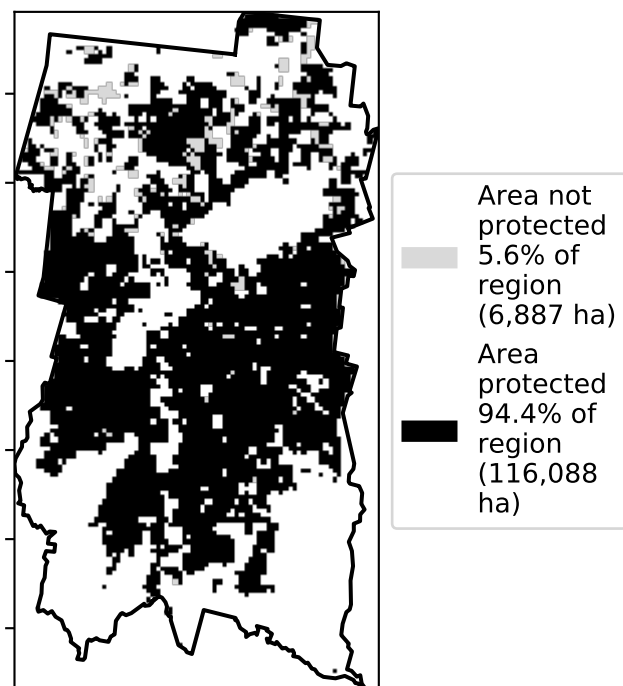 Area not
protected
5.6% of
region
(6,887 ha)
Area
protected
94.4% of
region
(116,088
ha)